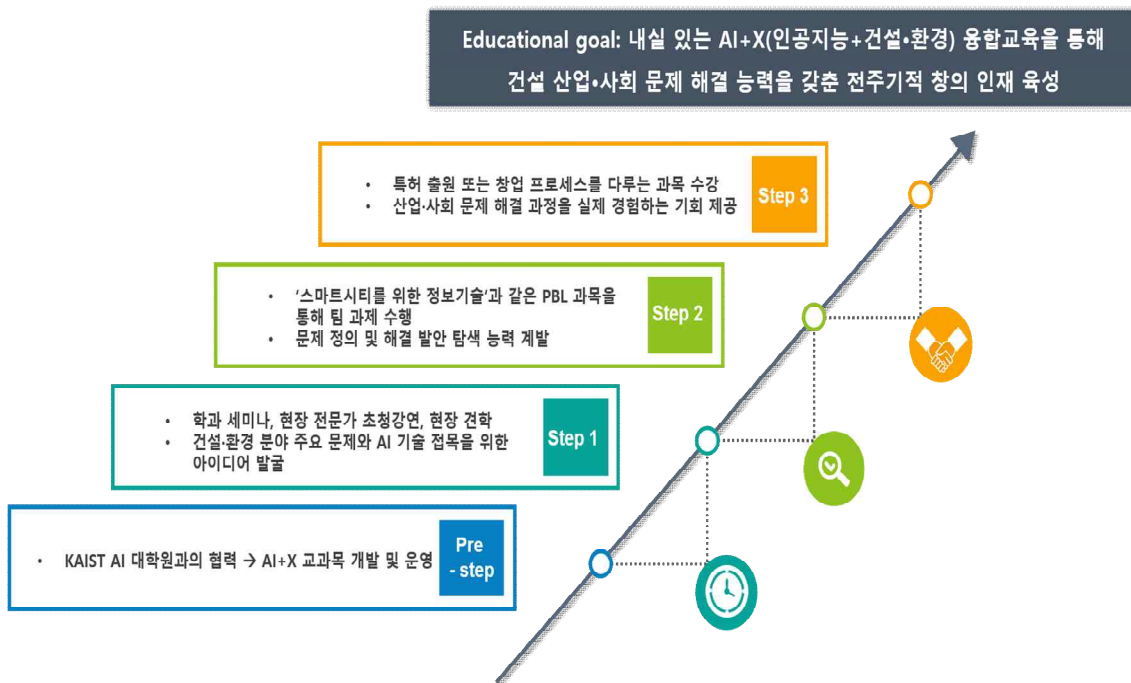 Educational goal: 내실 있는 AI+X(인공지능+건설•환경) 융합교육을 통해
건설 산업•사회 문제 해결 능력을 갖춘 전주기적 창의 인재 육성
• 특허 출원 또는 창업 프로세스를 다루는 과목 수강
• 산업·사회 문제 해결 과정을 실제 경험하는 기회 제공
Step 3
• '스마트시티를 위한 정보기술'과 같은 PBL 과목을
통해 팀 과제 수행
• 문제 정의 및 해결 발안 탐색 능력 계발
Step 2
• 학과 세미나, 현장 전문가 초청강연, 현장 견학
• 건설·환경 분야 주요 문제와 AI 기술 접목을 위한
아이디어 발굴
Step 1
• KAIST AI 대학원과의 협력 → AI+X 교과목 개발 및 운영
Pre
- step